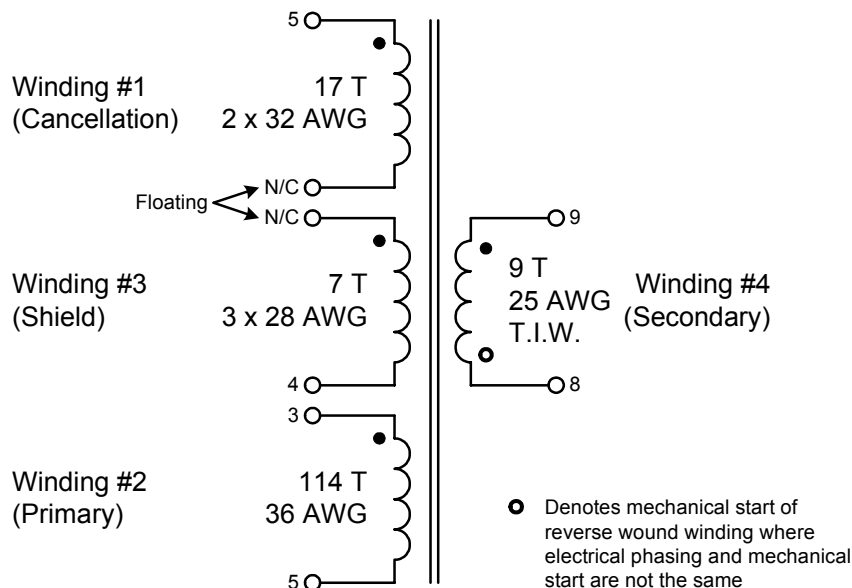 5
Winding #1
(Cancellation)
17 T
2 x 32 AWG
Floating
N/C
N/C
Winding #3
(Shield)
7 T
3 x 28 AWG
4
3
Winding #2
(Primary)
114 T
36 AWG
5
9
9 T
25 AWG
T.I.W.
Winding #4
(Secondary)
8
Denotes mechanical start of
reverse wound winding where
electrical phasing and mechanical
start are not the same